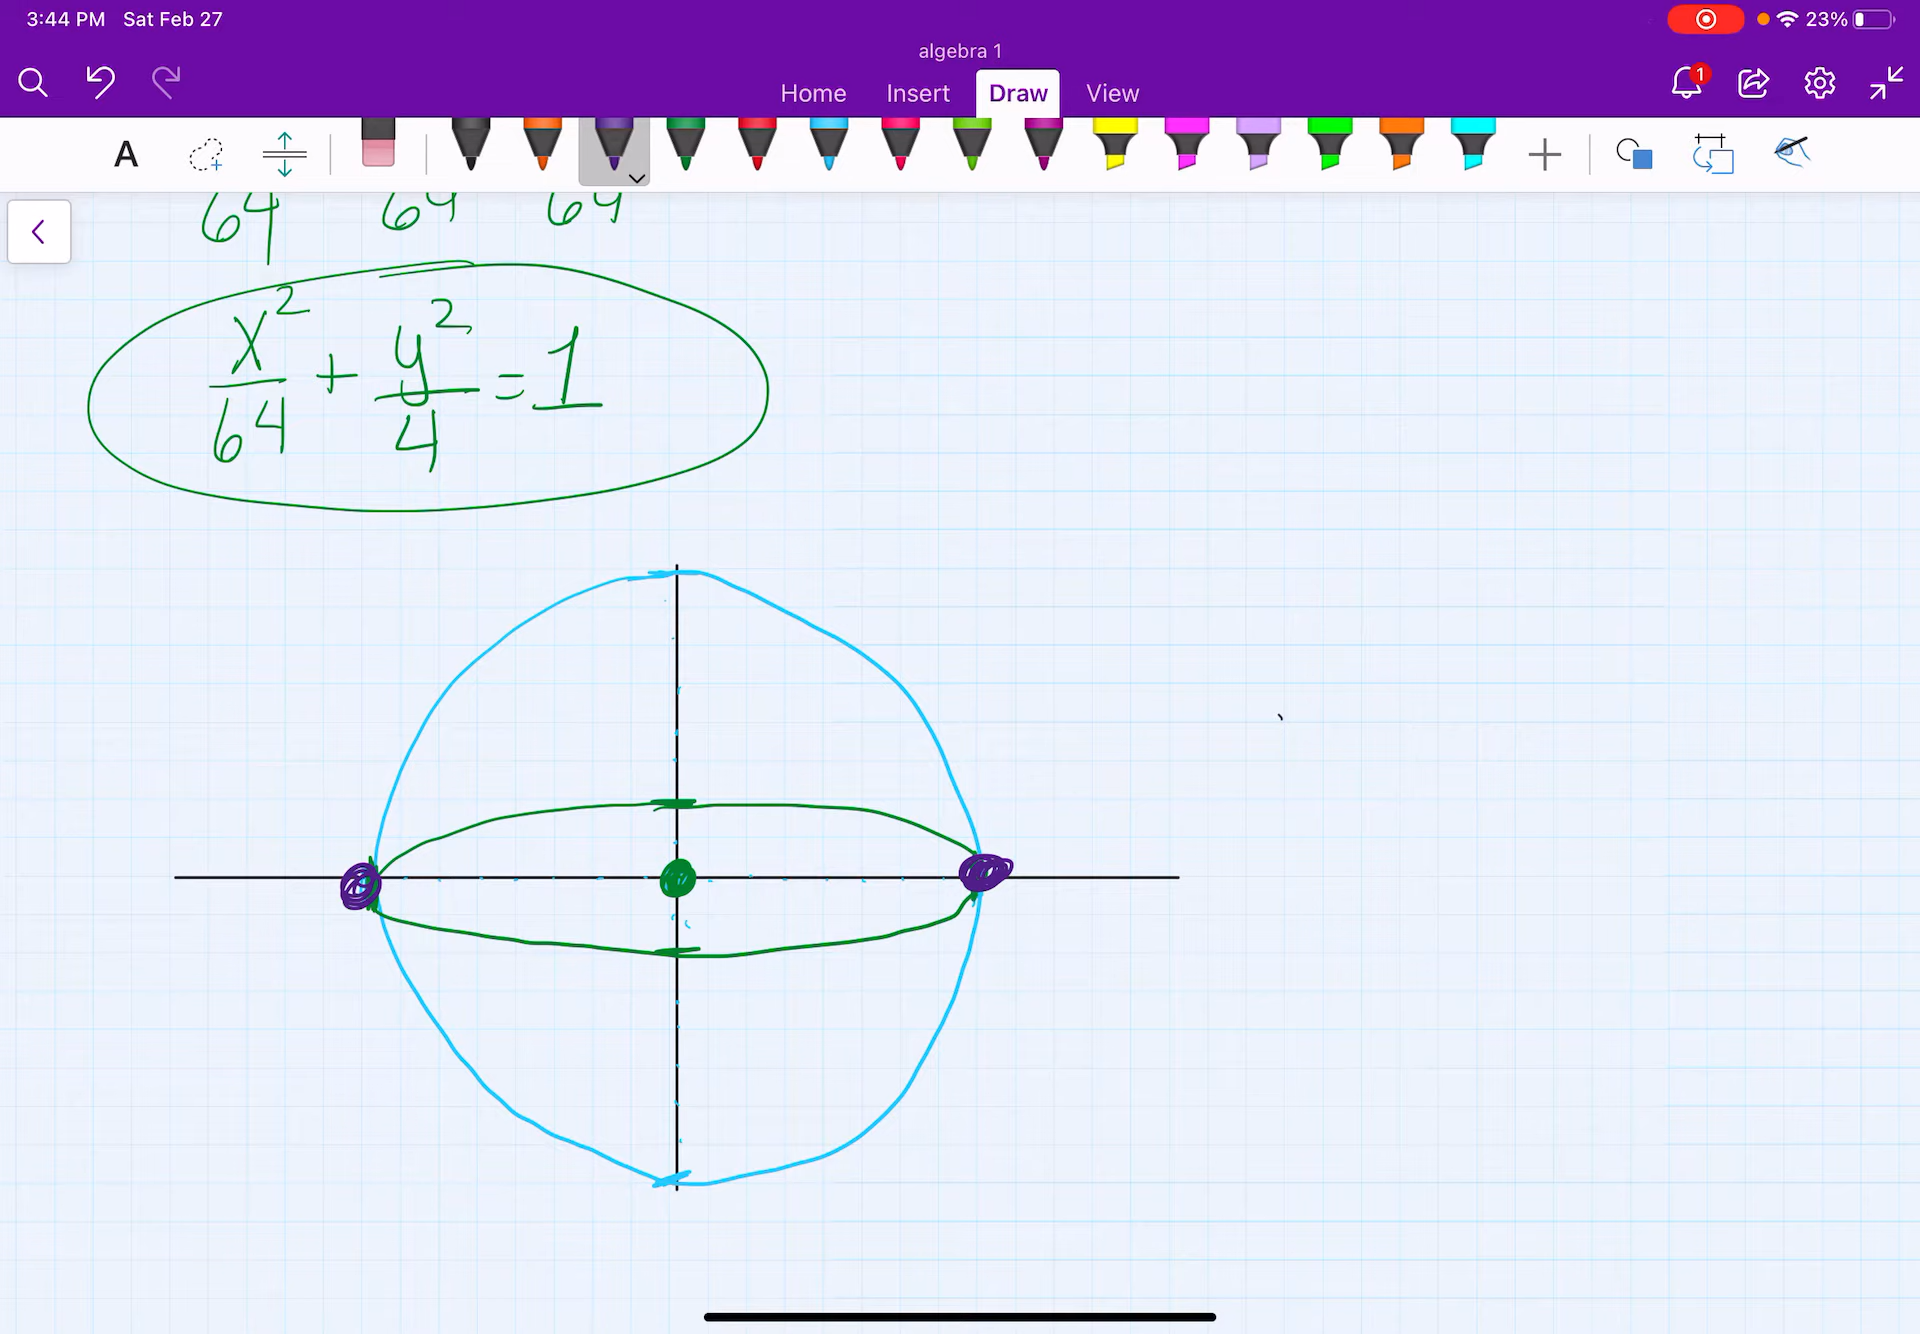 3:44 PM Sat Feb 27
23%
algebra 1
Home Insert Draw View
1
A
64 64 64
x²/64 + y²/4 = 1